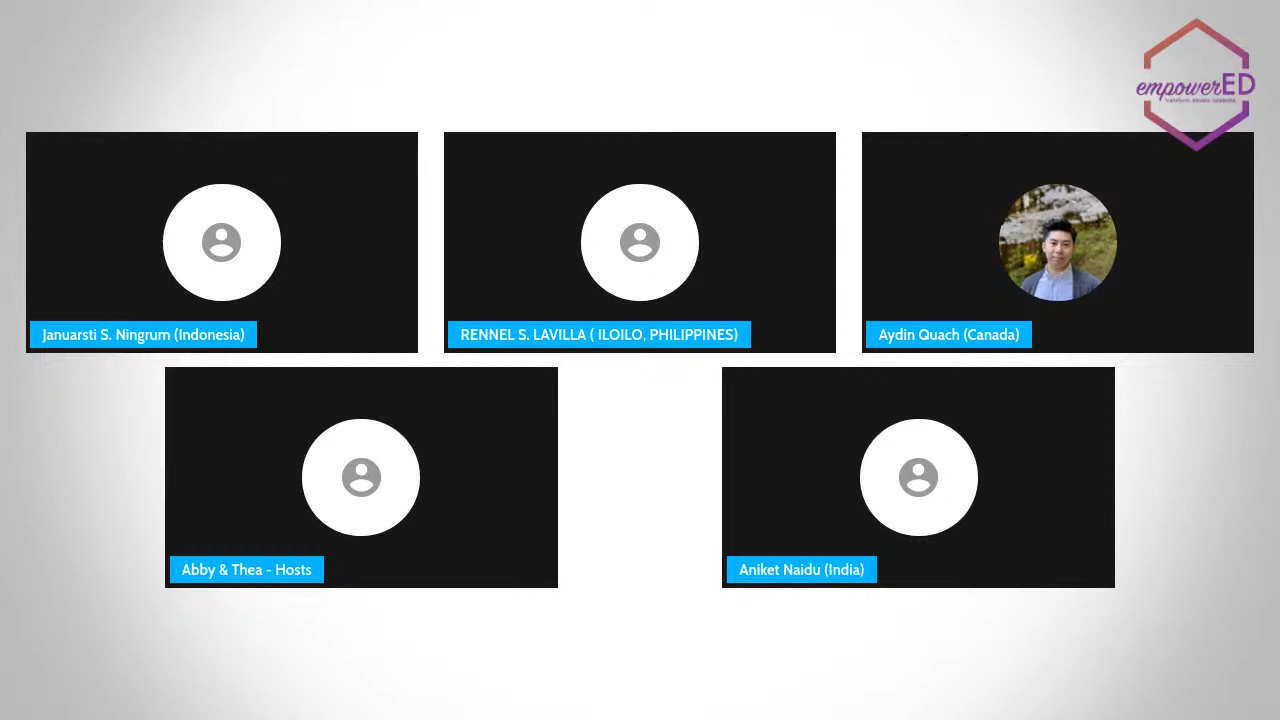 empowerED
Januarsti S. Ningrum (Indonesia)
RENNEL S. LAVILLA ( ILOILO, PHILIPPINES)
Aydin Quach (Canada)
Abby & Thea - Hosts
Aniket Naidu (India)